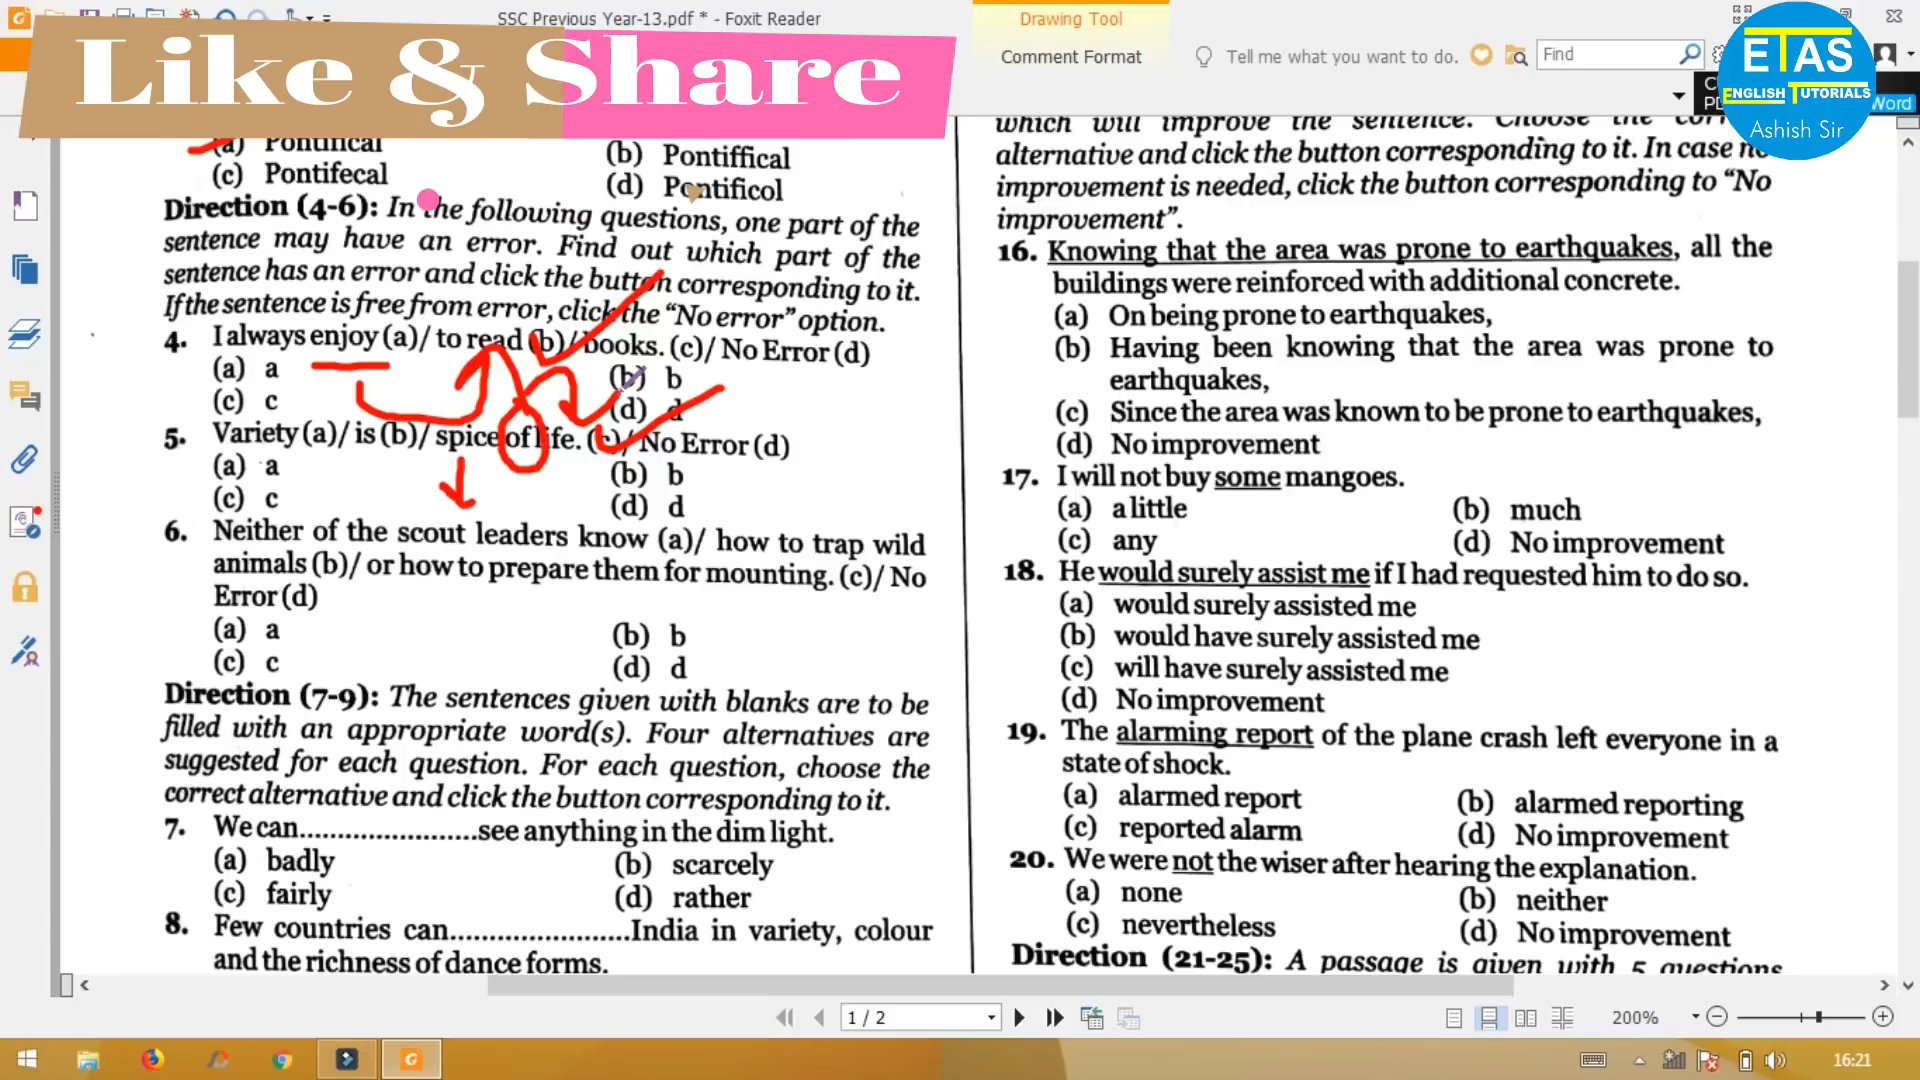 SSC Previous Year-13.pdf * - Foxit Reader
Drawing Tool
Comment Format
Tell me what you want to do.
Find
Like & Share
ETAS
ENGLISH TUTORIALS
Ashish Sir
Word
(a) Pontifical
(b) Pontiffical
(c) Pontifecal
(d) Pontificol
Direction (4-6): In the following questions, one part of the
sentence may have an error. Find out which part of the
sentence has an error and click the button corresponding to it.
If the sentence is free from error, click the "No error" option.
4. I always enjoy (a)/ to read (b)/ books. (c)/ No Error (d)
(a) a
(b) b
(c) c
(d) d
5. Variety (a)/ is (b)/ spice of life. (c)/ No Error (d)
(a) a
(b) b
(c) c
(d) d
6. Neither of the scout leaders know (a)/ how to trap wild
animals (b)/ or how to prepare them for mounting. (c)/ No
Error (d)
(a) a
(b) b
(c) c
(d) d
Direction (7-9): The sentences given with blanks are to be
filled with an appropriate word(s). Four alternatives are
suggested for each question. For each question, choose the
correct alternative and click the button corresponding to it.
7. We can......................see anything in the dim light.
(a) badly
(b) scarcely
(c) fairly
(d) rather
8. Few countries can......................India in variety, colour
and the richness of dance forms.
which will improve the sentence. Choose the
alternative and click the button corresponding to it. In case no
improvement is needed, click the button corresponding to "No
improvement".
16. Knowing that the area was prone to earthquakes, all the
buildings were reinforced with additional concrete.
(a) On being prone to earthquakes,
(b) Having been knowing that the area was prone to
earthquakes,
(c) Since the area was known to be prone to earthquakes,
(d) No improvement
17. I will not buy some mangoes.
(a) a little
(b) much
(c) any
(d) No improvement
18. He would surely assist me if I had requested him to do so.
(a) would surely assisted me
(b) would have surely assisted me
(c) will have surely assisted me
(d) No improvement
19. The alarming report of the plane crash left everyone in a
state of shock.
(a) alarmed report
(b) alarmed reporting
(c) reported alarm
(d) No improvement
20. We were not the wiser after hearing the explanation.
(a) none
(b) neither
(c) nevertheless
(d) No improvement
Direction (21-25): A passage is given with 5 questions
1 / 2
200%
16:21